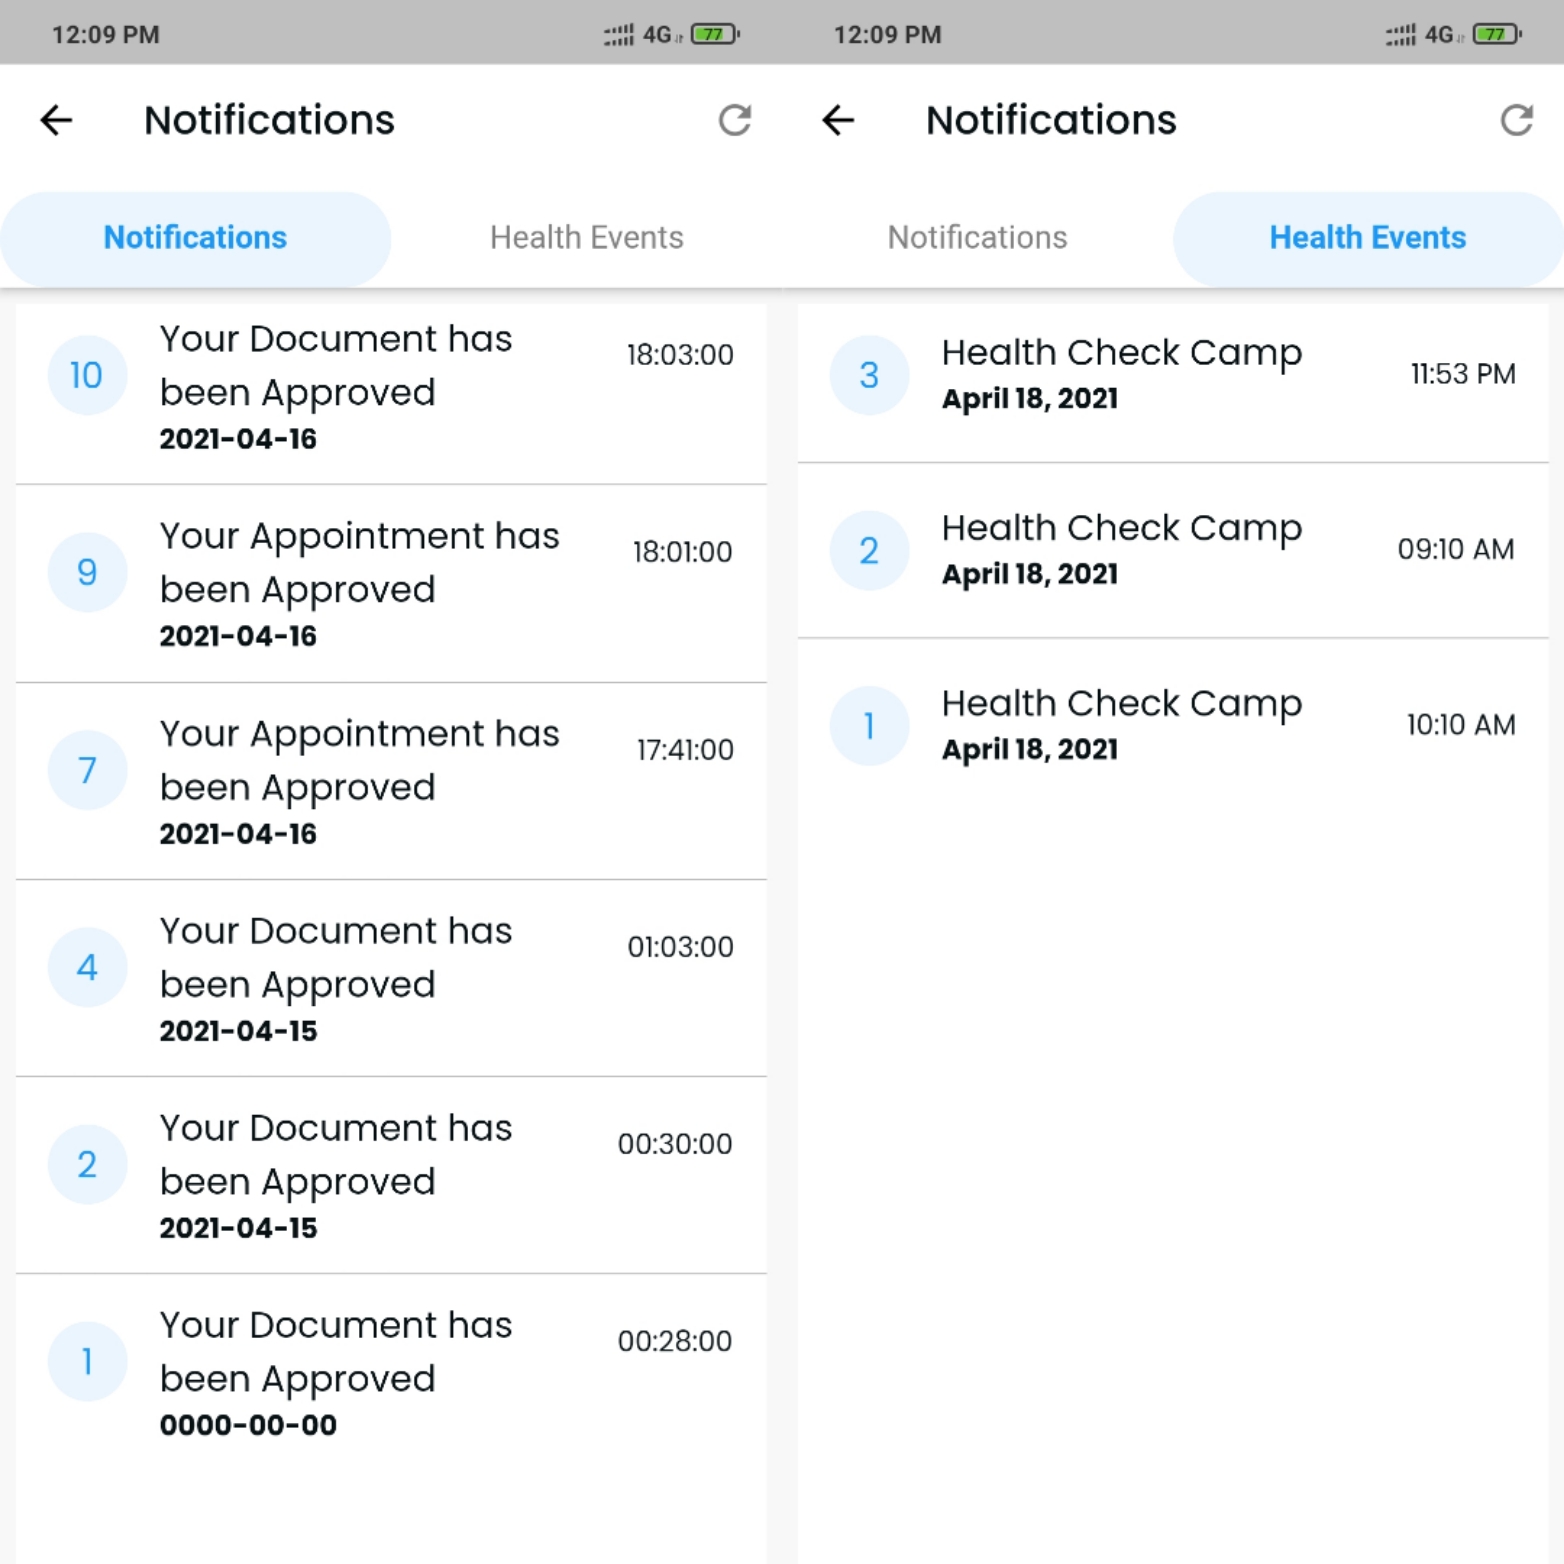 12:09 PM
4G 77
Notifications
Notifications Health Events
10
Your Document has
been Approved
2021-04-16
18:03:00
9
Your Appointment has
been Approved
2021-04-16
18:01:00
7
Your Appointment has
been Approved
2021-04-16
17:41:00
4
Your Document has
been Approved
2021-04-15
01:03:00
2
Your Document has
been Approved
2021-04-15
00:30:00
1
Your Document has
been Approved
0000-00-00
00:28:00
12:09 PM
4G 77
Notifications
Notifications Health Events
3
Health Check Camp
April 18, 2021
11:53 PM
2
Health Check Camp
April 18, 2021
09:10 AM
1
Health Check Camp
April 18, 2021
10:10 AM